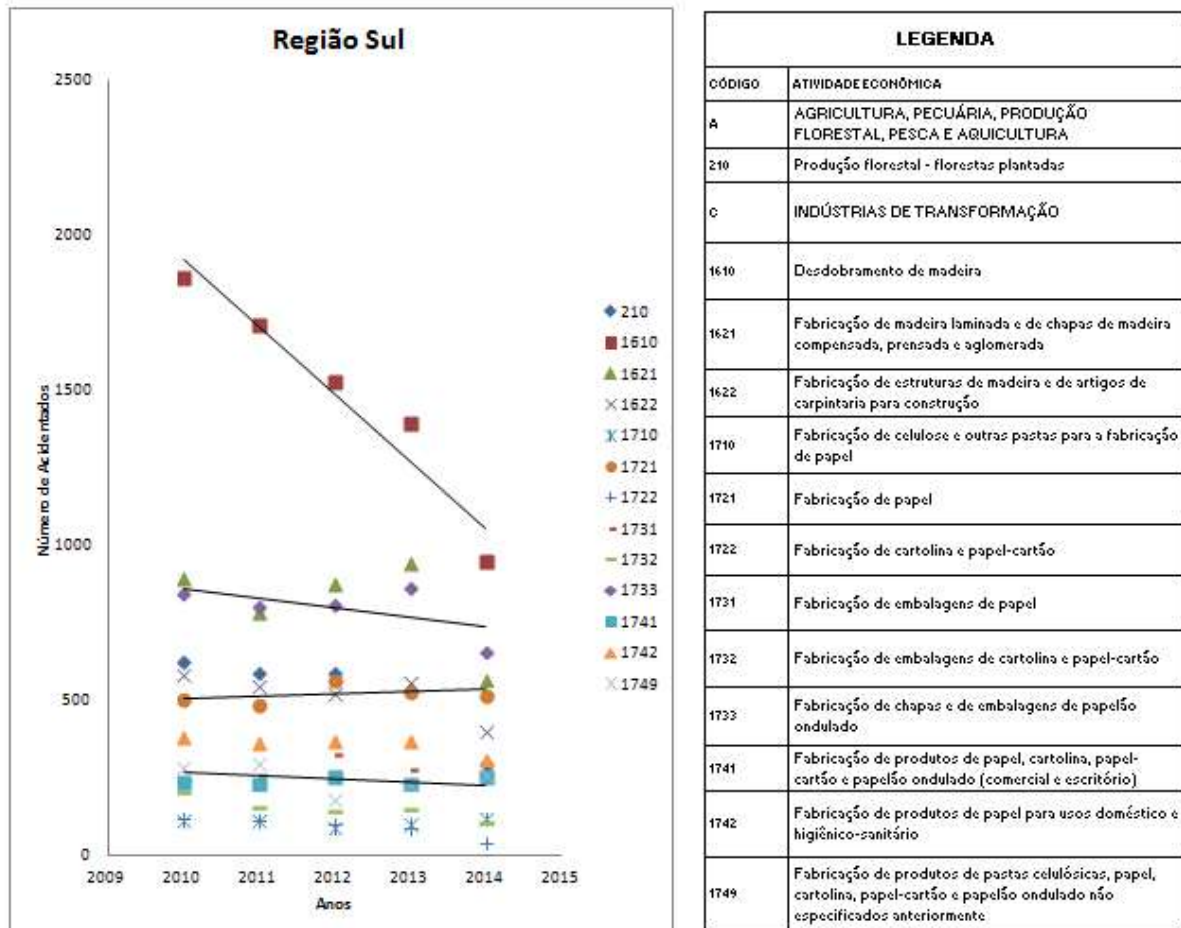 Região Sul
2500
2000
1500
1000
500
0
Número de Acidentados
2009 2010 2011 2012 2013 2014 2015
Anos
210
1610
1621
1622
1710
1721
1722
1731
1732
1733
1741
1742
1749
LEGENDA
CÓDIGO ATIVIDADE ECONÔMICA
A AGRICULTURA, PECUÁRIA, PRODUÇÃO
FLORESTAL, PESCA E AQUICULTURA
210 Produção florestal - florestas plantadas
C INDÚSTRIAS DE TRANSFORMAÇÃO
1610 Desdobramento de madeira
1621 Fabricação de madeira laminada e de chapas de madeira
compensada, prensada e aglomerada
1622 Fabricação de estruturas de madeira e de artigos de
carpintaria para construção
1710 Fabricação de celulose e outras pastas para a fabricação
de papel
1721 Fabricação de papel
1722 Fabricação de cartolina e papel-cartão
1731 Fabricação de embalagens de papel
1732 Fabricação de embalagens de cartolina e papel-cartão
1733 Fabricação de chapas e de embalagens de papelão
ondulado
1741 Fabricação de produtos de papel, cartolina, papel-
cartão e papelão ondulado (comercial e escritório)
1742 Fabricação de produtos de papel para usos doméstico e
higiênico-sanitário
1749 Fabricação de produtos de pastas celulósicas, papel,
cartolina, papel-cartão e papelão ondulado não
especificados anteriormente